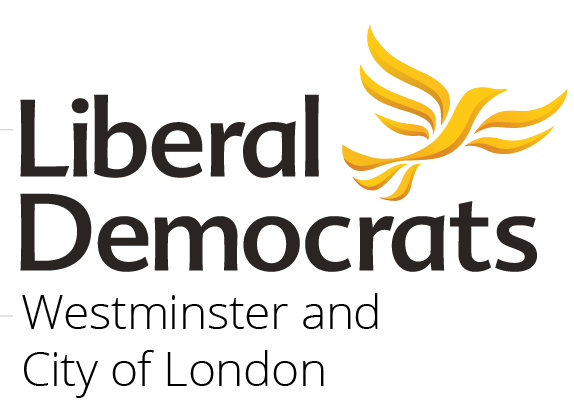 Liberal
Democrats
Westminster and
City of London